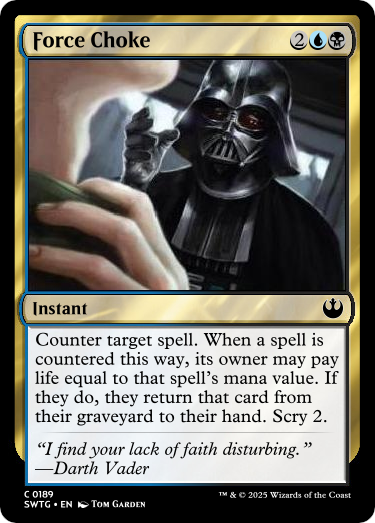 Force Choke 2
Instant
Counter target spell. When a spell is
countered this way, its owner may pay
life equal to that spell's mana value. If
they do, they return that card from
their graveyard to their hand. Scry 2.
"I find your lack of faith disturbing."
—Darth Vader
C 0189
SWTG • EN Tom Garden
™ & © 2025 Wizards of the Coast